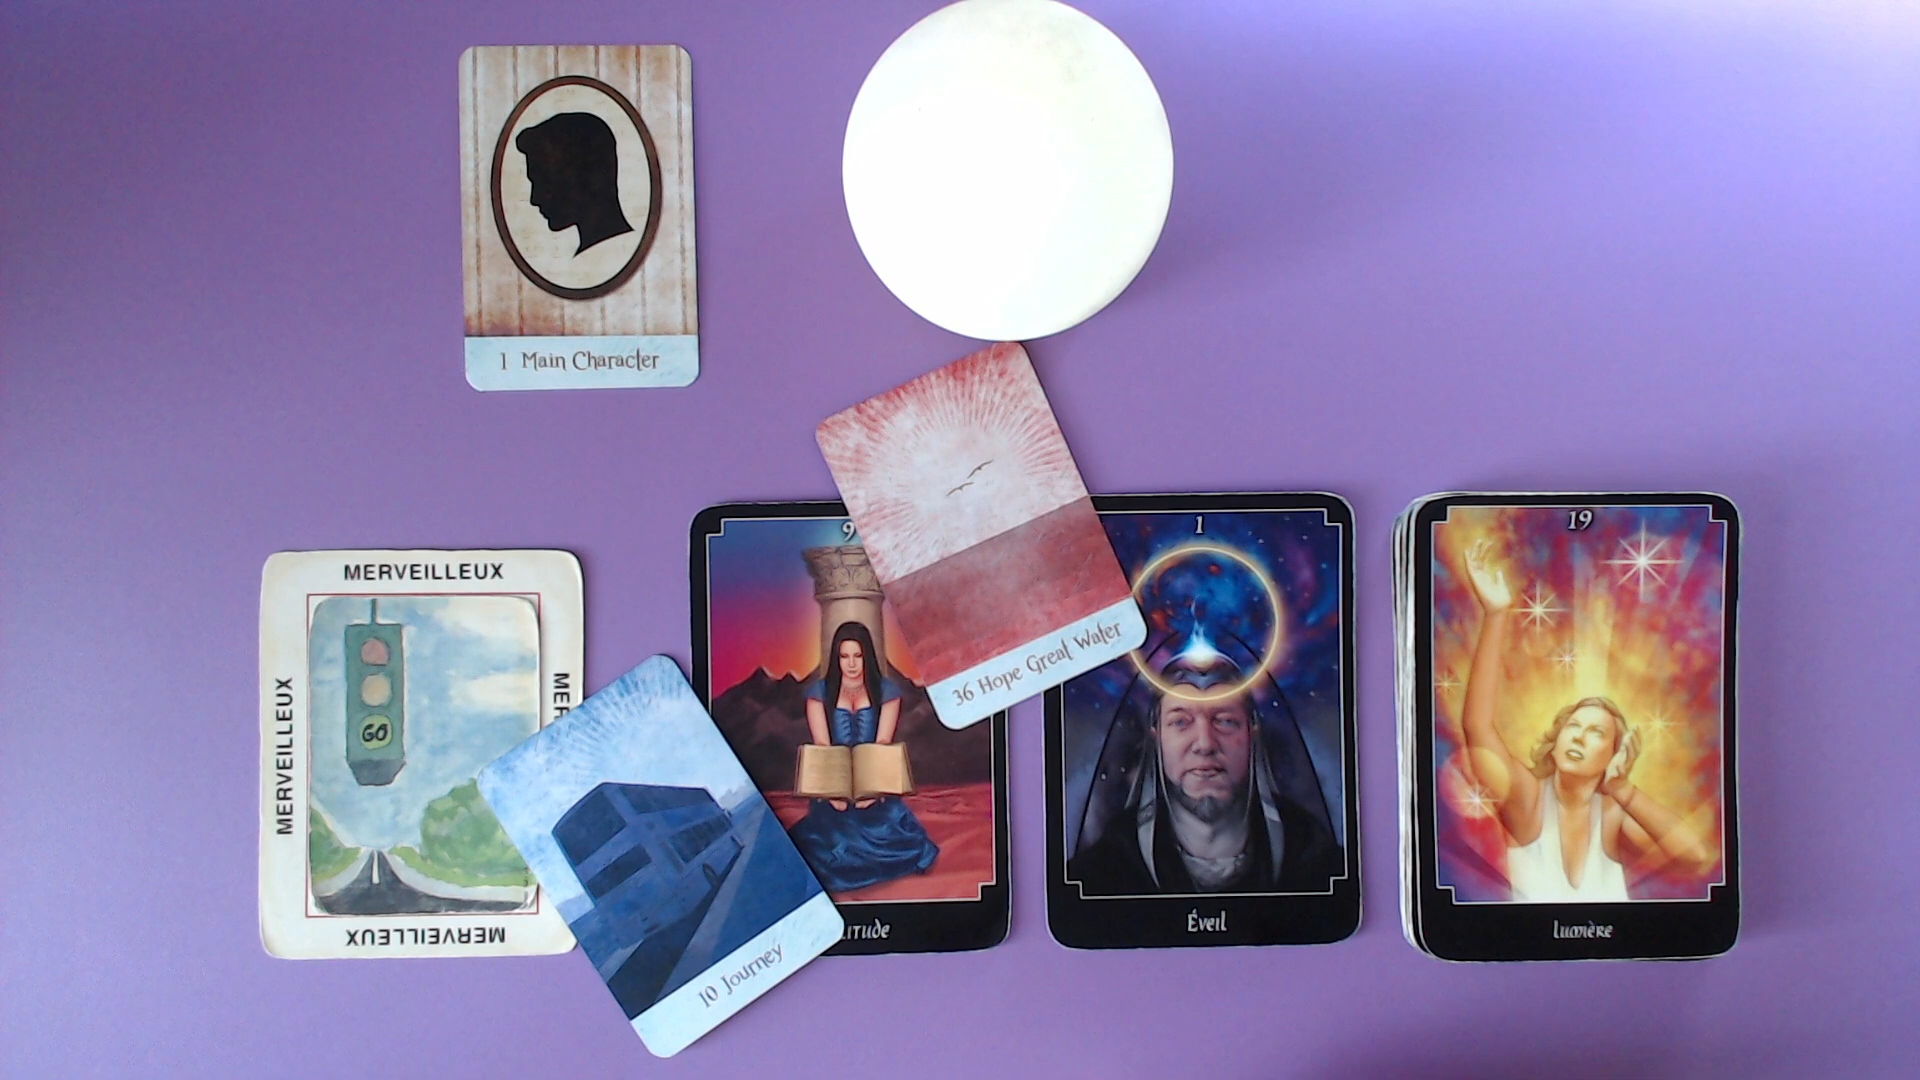 1 Main Character
36 Hope Great Water
MERVEILLEUX
MERVEILLEUX
MERVEILLEUX
GO
10 Journey
9
1
Éveil
19
Lumière